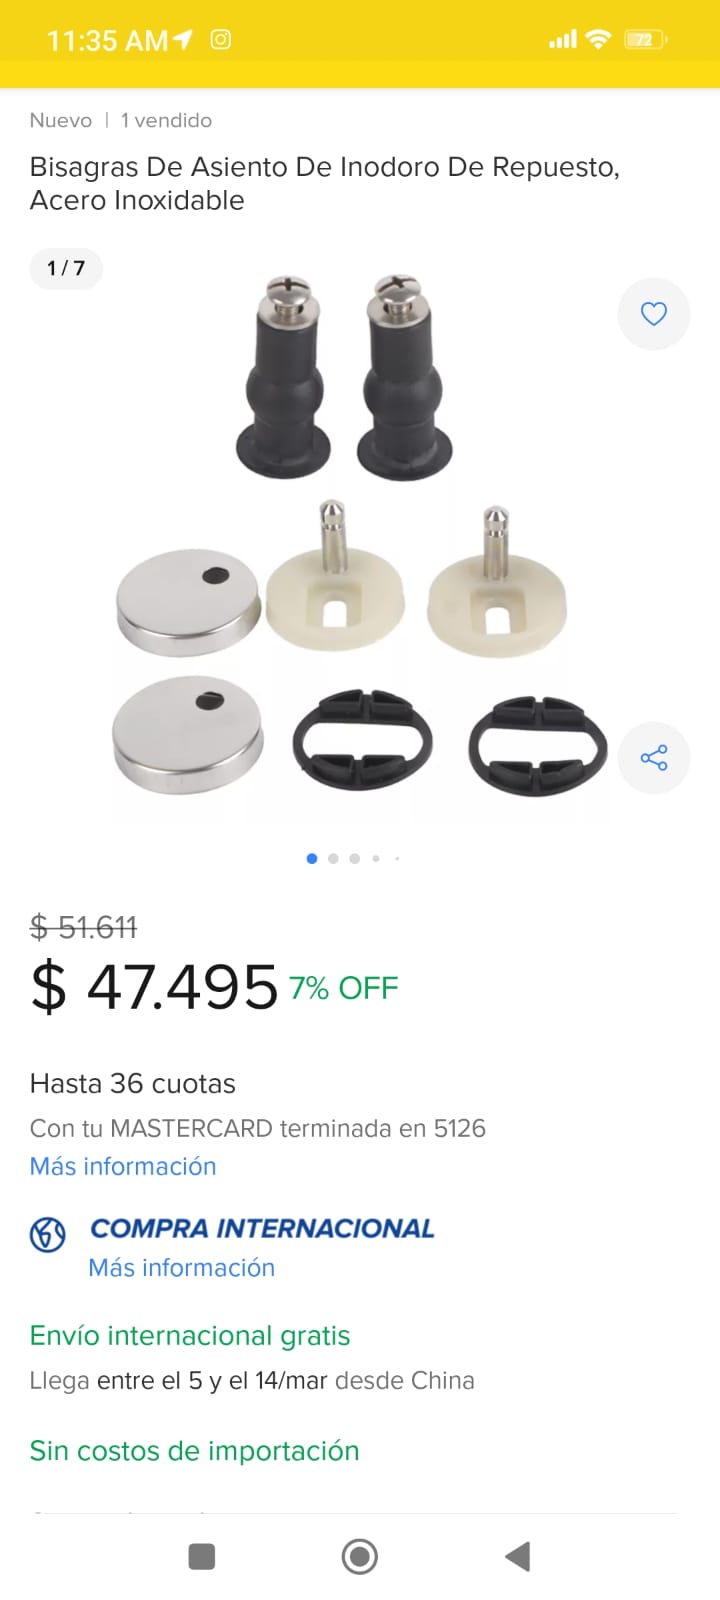 11:35 AM
72
Nuevo | 1 vendido
Bisagras De Asiento De Inodoro De Repuesto,
Acero Inoxidable
1 / 7
$ 51.611
$ 47.495 7% OFF
Hasta 36 cuotas
Con tu MASTERCARD terminada en 5126
Más información
COMPRA INTERNACIONAL
Más información
Envío internacional gratis
Llega entre el 5 y el 14/mar desde China
Sin costos de importación